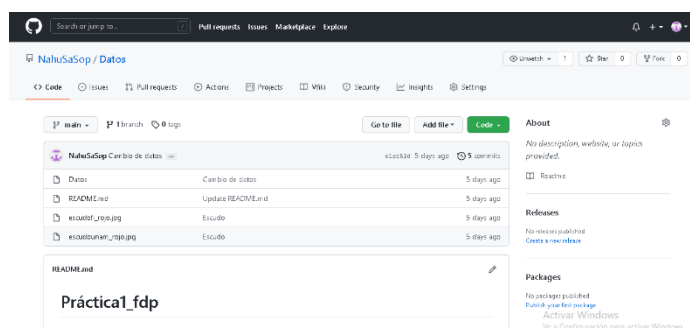 Search or jump to... / Pull requests Issues Marketplace Explore
NahuSaSop / Datos Unwatch 1 Star 0 Fork 0
Code Issues Pull requests Actions Projects Wiki Security Insights Settings
main 1 branch 0 tags Go to file Add file Code
NahuSaSop Cambio de datos 5 days ago 5 commits
Datos Cambio de datos 5 days ago
README.md Update README.md 5 days ago
escudofi_rojo.jpg Escudo 5 days ago
escudounam_rojo.jpg Escudo 5 days ago
README.md
Práctica1_fdp
About
No description, website, or topics
provided.
Readme
Releases
No releases published
Create a new release
Packages
No packages published
Publish your first package
Activar Windows
Ve a Configuración para activar Windows